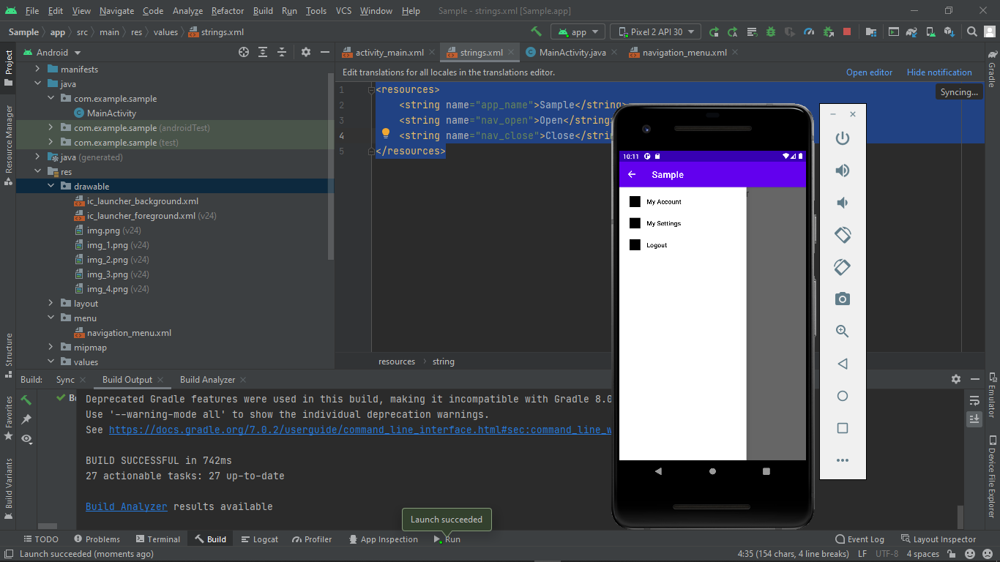 File Edit View Navigate Code Analyze Refactor Build Run Tools VCS Window Help Sample - strings.xml [Sample.app]
Sample app src main res values strings.xml
app Pixel 2 API 30
Project
Resource Manager
Structure
Favorites
Build Variants
Android
manifests
java
com.example.sample
MainActivity
com.example.sample (androidTest)
com.example.sample (test)
java (generated)
res
drawable
ic_launcher_background.xml
ic_launcher_foreground.xml (v24)
img.png (v24)
img_1.png (v24)
img_2.png (v24)
img_3.png (v24)
img_4.png (v24)
layout
menu
navigation_menu.xml
mipmap
values
activity_main.xml strings.xml MainActivity.java navigation_menu.xml
Edit translations for all locales in the translations editor. Open editor Hide notification
Syncing...
1 <resources>
2 <string name="app_name">Sample</string>
3 <string name="nav_open">Open</string>
4 <string name="nav_close">Close</strin
5 </resources>
resources string
10:11
Sample
My Account
My Settings
Logout
Gradle
Emulator
Device File Explorer
Build: Sync Build Output Build Analyzer
Deprecated Gradle features were used in this build, making it incompatible with Gradle 8.0
Use '--warning-mode all' to show the individual deprecation warnings.
See https://docs.gradle.org/7.0.2/userguide/command_line_interface.html#sec:command_line_w
BUILD SUCCESSFUL in 742ms
27 actionable tasks: 27 up-to-date
Build Analyzer results available
Launch succeeded
TODO Problems Terminal Build Logcat Profiler App Inspection Run Event Log Layout Inspector
Launch succeeded (moments ago) 4:35 (154 chars, 4 line breaks) LF UTF-8 4 spaces